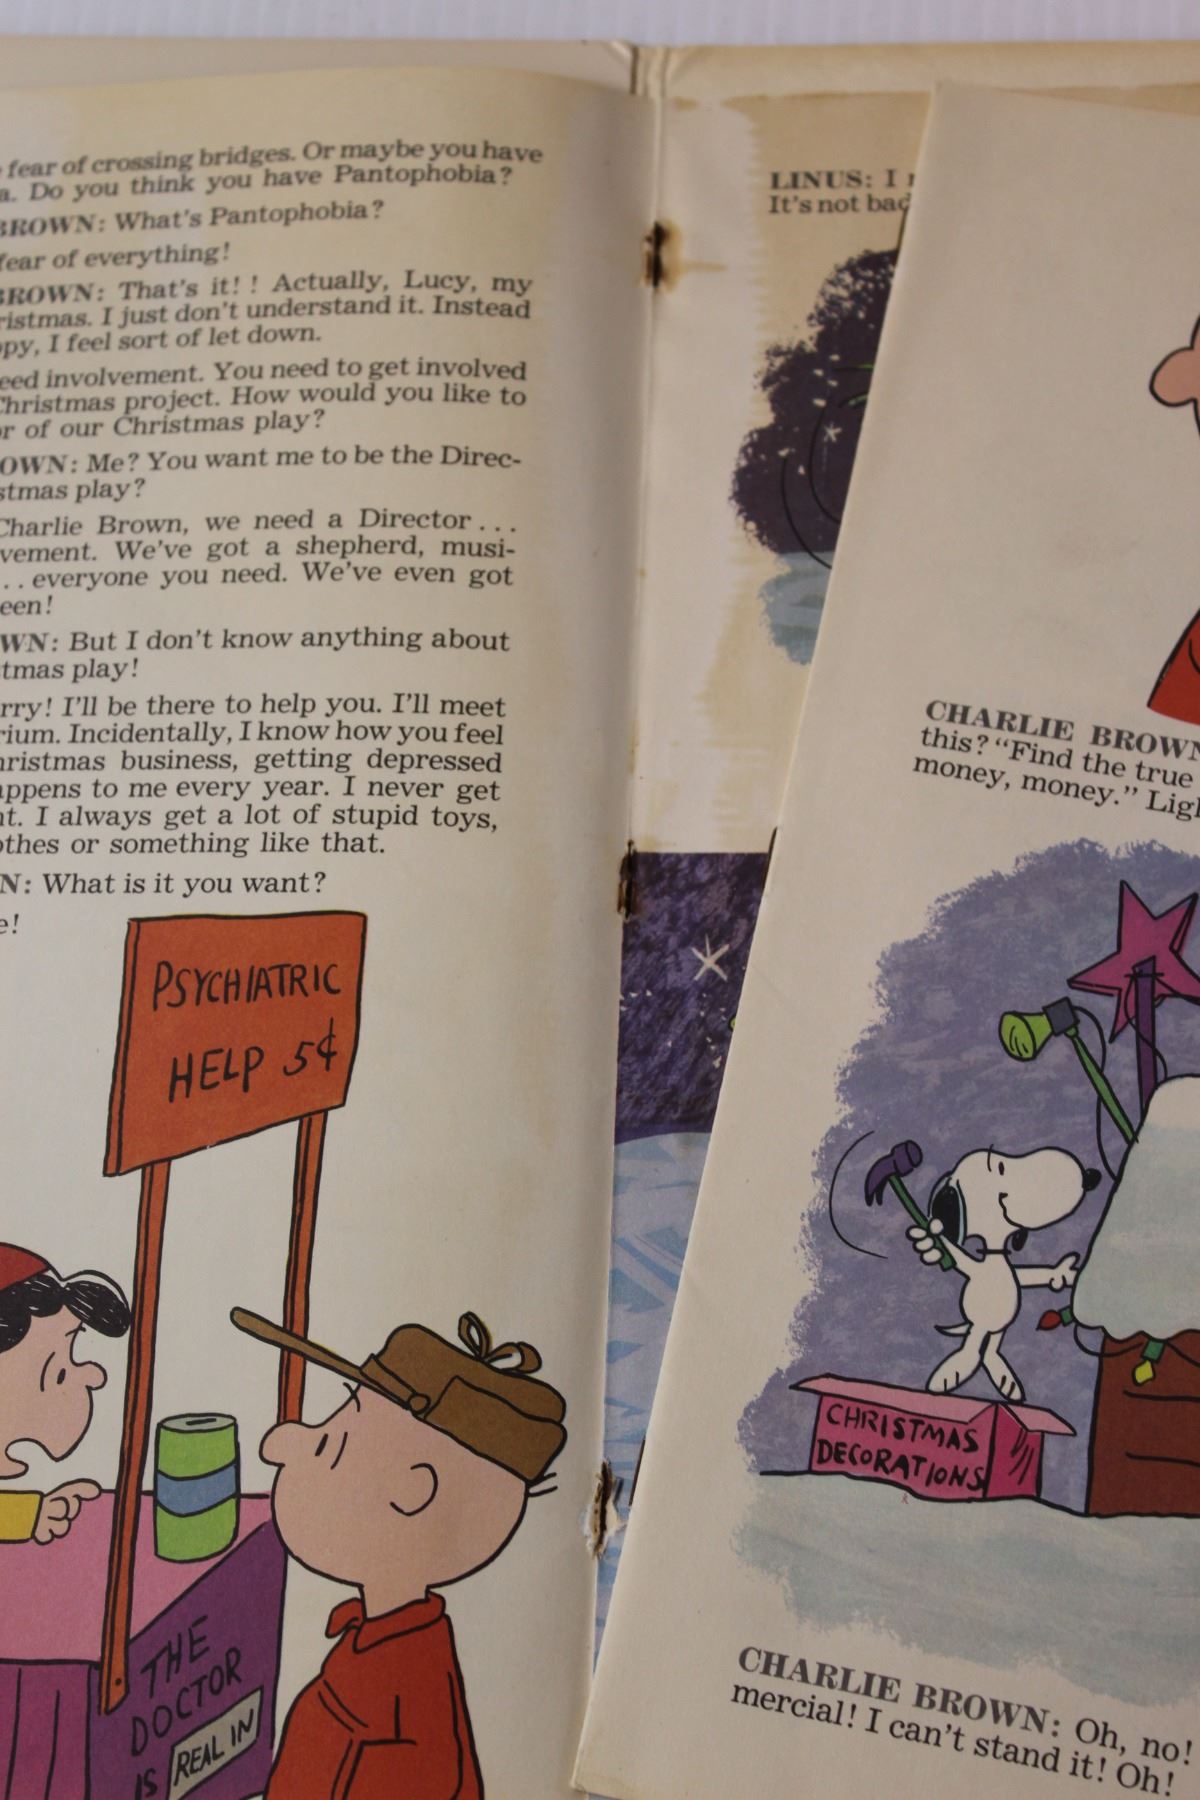 fear of crossing bridges. Or maybe you have
a. Do you think you have Pantophobia?
BROWN: What's Pantophobia?
fear of everything!
BROWN: That's it! ! Actually, Lucy, my
ristmas. I just don't understand it. Instead
ppy, I feel sort of let down.
eed involvement. You need to get involved
Christmas project. How would you like to
or of our Christmas play?
OWN: Me? You want me to be the Direc-
stmas play?
Charlie Brown, we need a Director . . .
vement. We've got a shepherd, musi-
. . . everyone you need. We've even got
een!
WN: But I don't know anything about
tmas play!
rry! I'll be there to help you. I'll meet
rium. Incidentally, I know how you feel
hristmas business, getting depressed
appens to me every year. I never get
nt. I always get a lot of stupid toys,
othes or something like that.
N: What is it you want?
e!
PSYCHIATRIC
HELP 5¢
THE
DOCTOR
IS REAL IN
LINUS: I
It's not bad
CHARLIE BROWN
this? "Find the true
money, money." Ligh
CHRISTMAS
DECORATIONS
CHARLIE BROWN: Oh, no!
mercial! I can't stand it! Oh!